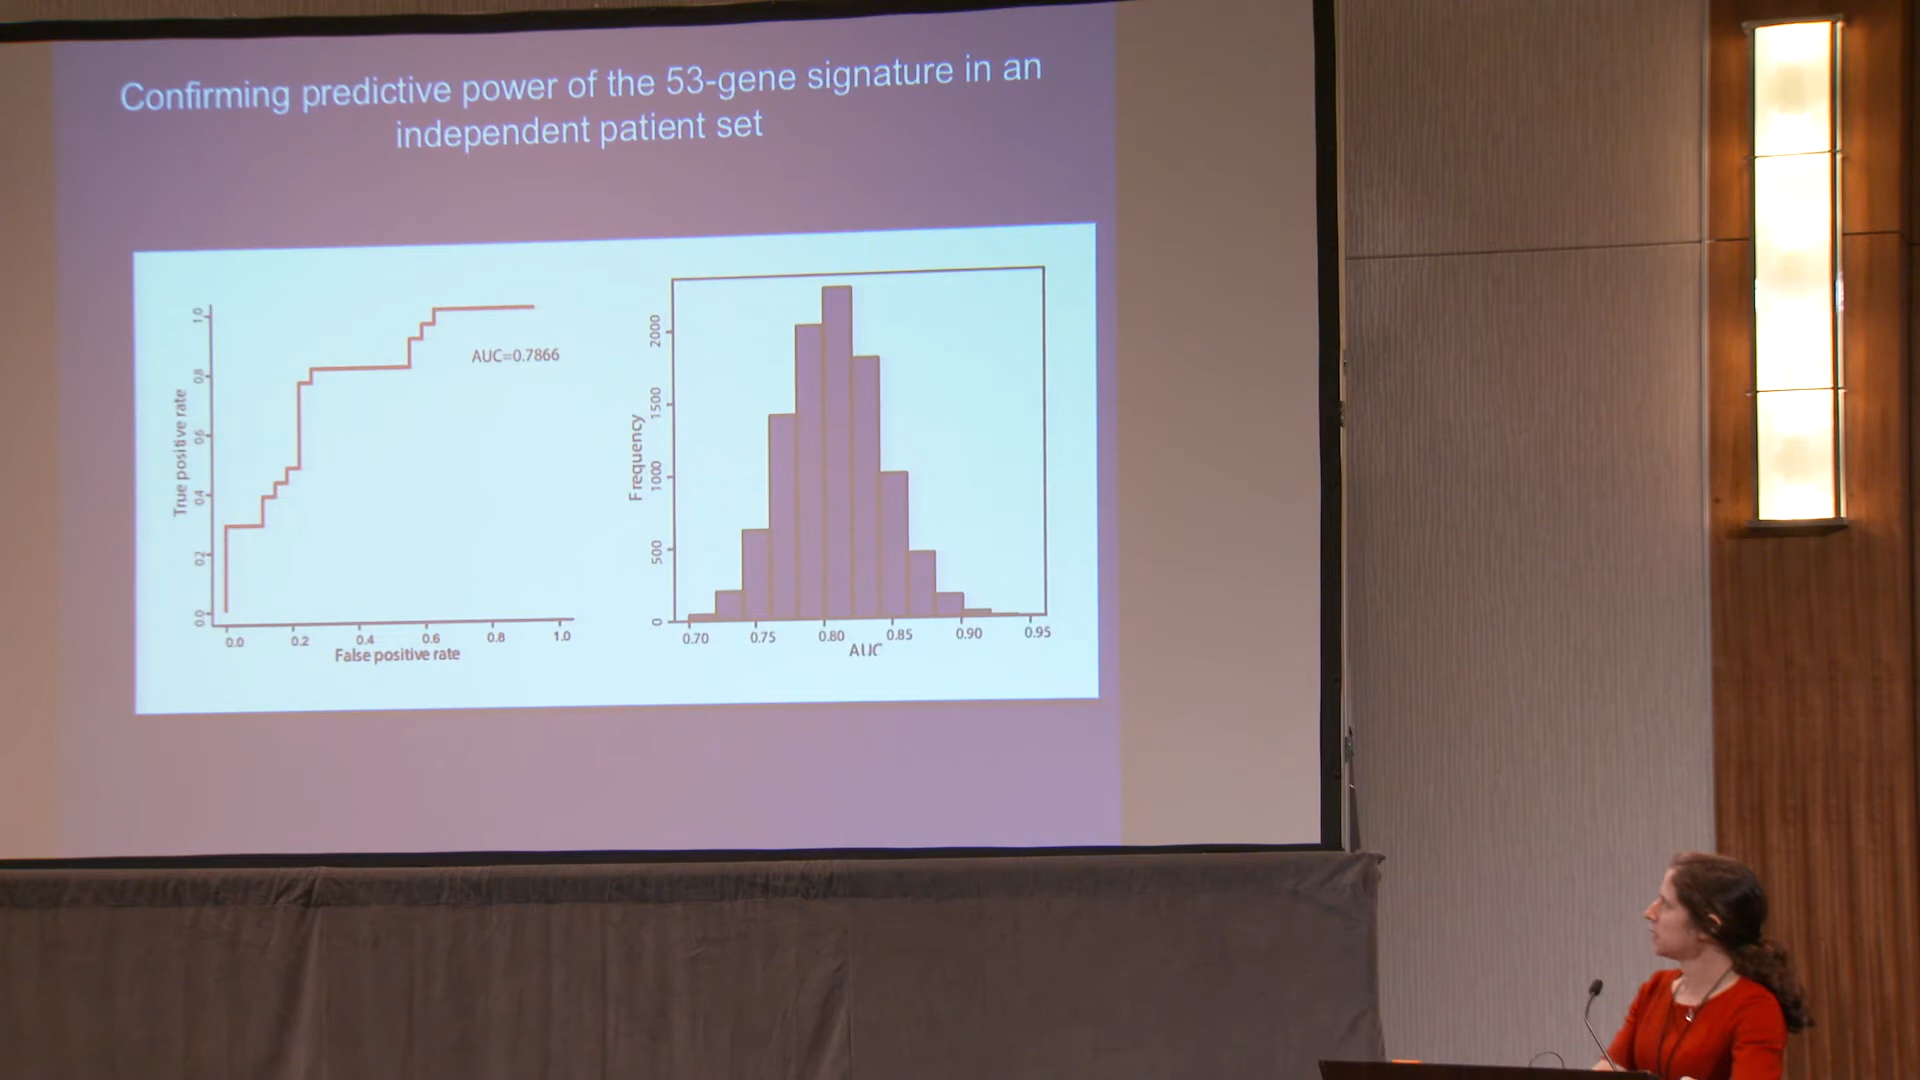 Confirming predictive power of the 53-gene signature in an
independent patient set
True positive rate
0.0
0.2
0.4
0.6
0.8
1.0
AUC=0.7866
0.0 0.2 0.4 0.6 0.8 1.0
False positive rate
Frequency
0
500
1000
1500
2000
0.70 0.75 0.80 0.85 0.90 0.95
AUC